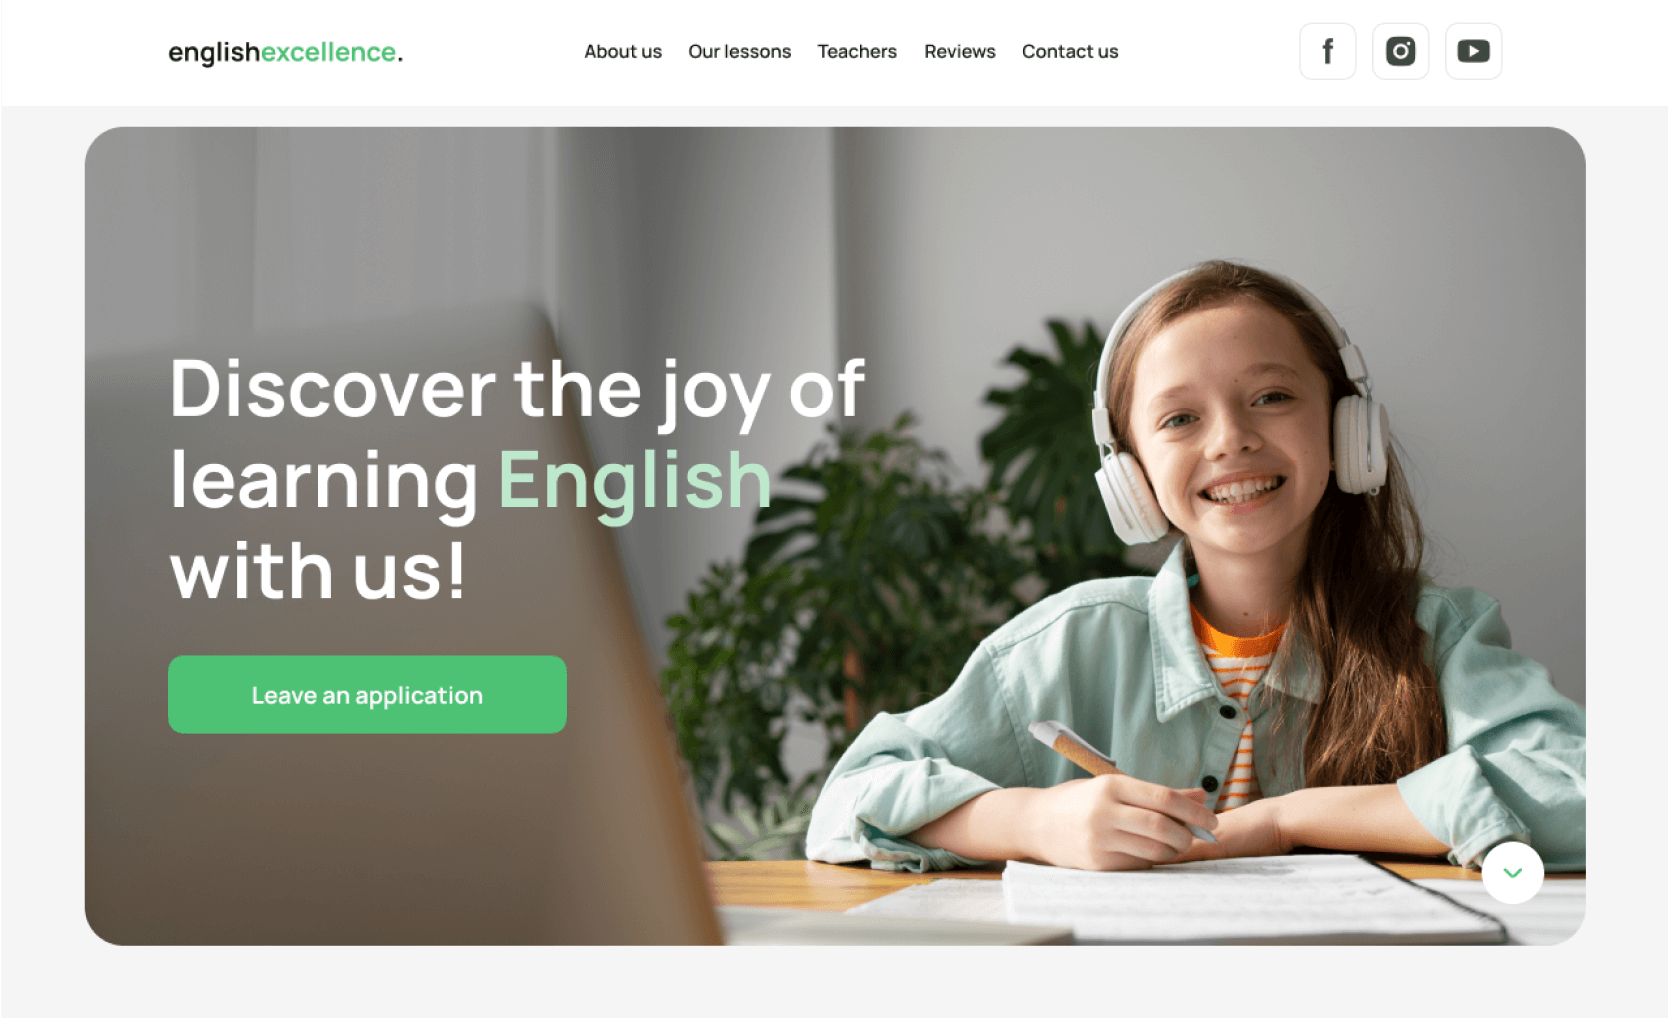 englishexcellence.
About us Our lessons Teachers Reviews Contact us
Discover the joy of
learning English
with us!
Leave an application